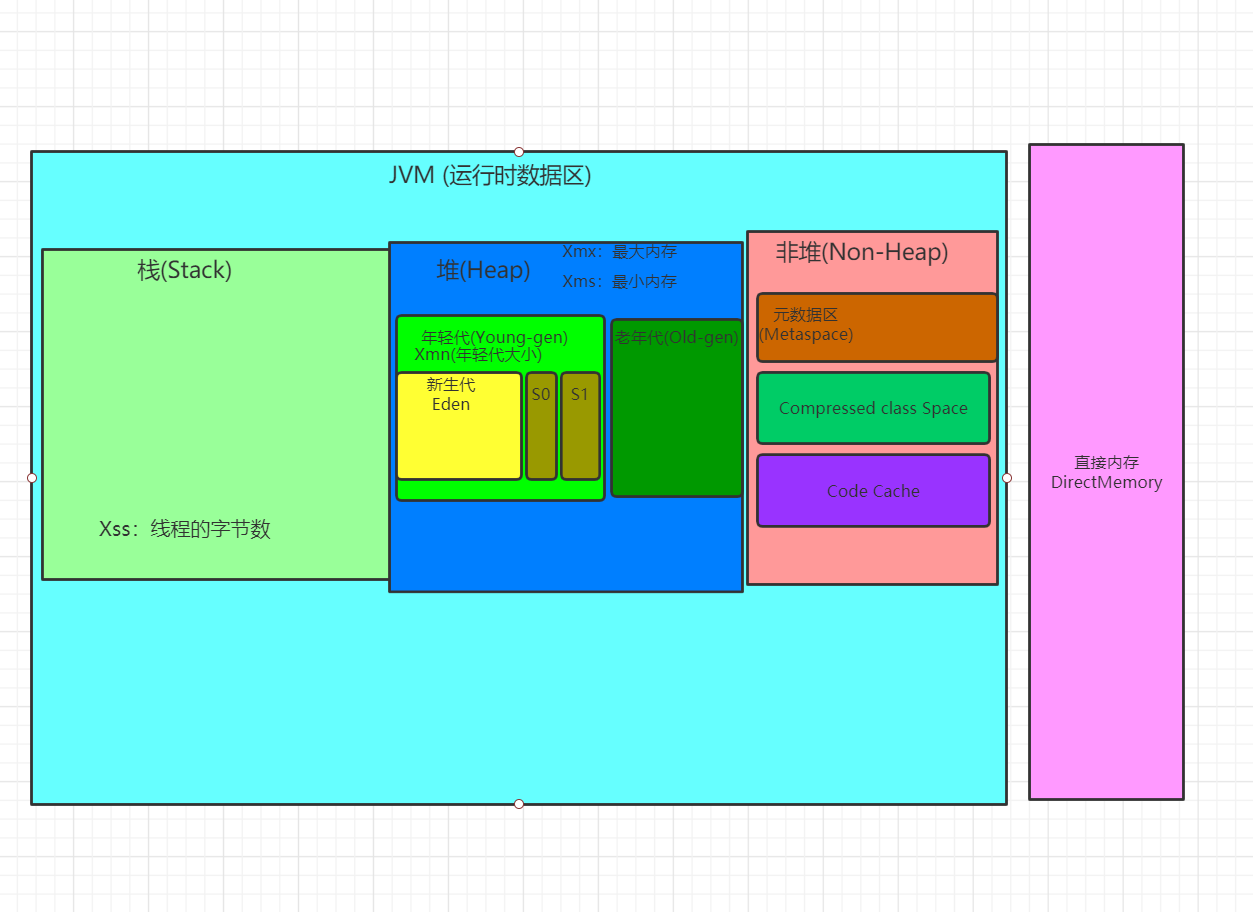 JVM (运行时数据区)
栈(Stack)
Xss：线程的字节数
堆(Heap)
Xmx：最大内存
Xms：最小内存
年轻代(Young-gen)
Xmn(年轻代大小)
新生代
Eden
S0
S1
老年代(Old-gen)
非堆(Non-Heap)
元数据区
(Metaspace)
Compressed class Space
Code Cache
直接内存
DirectMemory